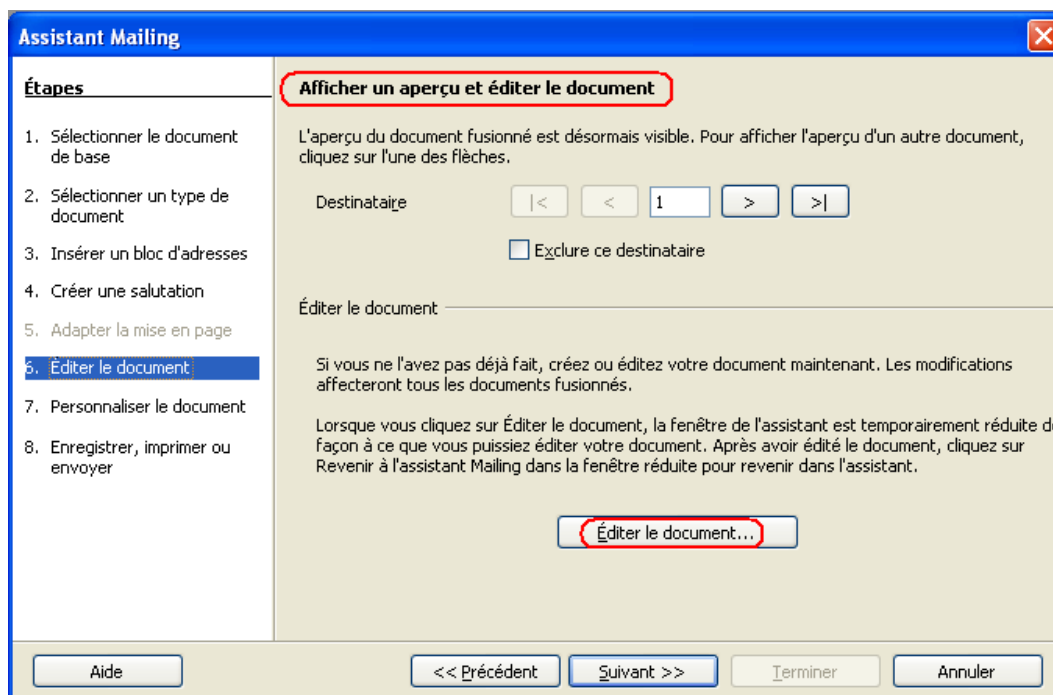 Assistant Mailing
Étapes
1. Sélectionner le document
de base
2. Sélectionner un type de
document
3. Insérer un bloc d'adresses
4. Créer une salutation
5. Adapter la mise en page
6. Éditer le document
7. Personnaliser le document
8. Enregistrer, imprimer ou
envoyer
Afficher un aperçu et éditer le document
L'aperçu du document fusionné est désormais visible. Pour afficher l'aperçu d'un autre document,
cliquez sur l'une des flèches.
Destinataire |< < 1 > >|
Exclure ce destinataire
Éditer le document
Si vous ne l'avez pas déjà fait, créez ou éditez votre document maintenant. Les modifications
affecteront tous les documents fusionnés.
Lorsque vous cliquez sur Éditer le document, la fenêtre de l'assistant est temporairement réduite d
façon à ce que vous puissiez éditer votre document. Après avoir édité le document, cliquez sur
Revenir à l'assistant Mailing dans la fenêtre réduite pour revenir dans l'assistant.
Éditer le document...
Aide << Précédent Suivant >> Terminer Annuler